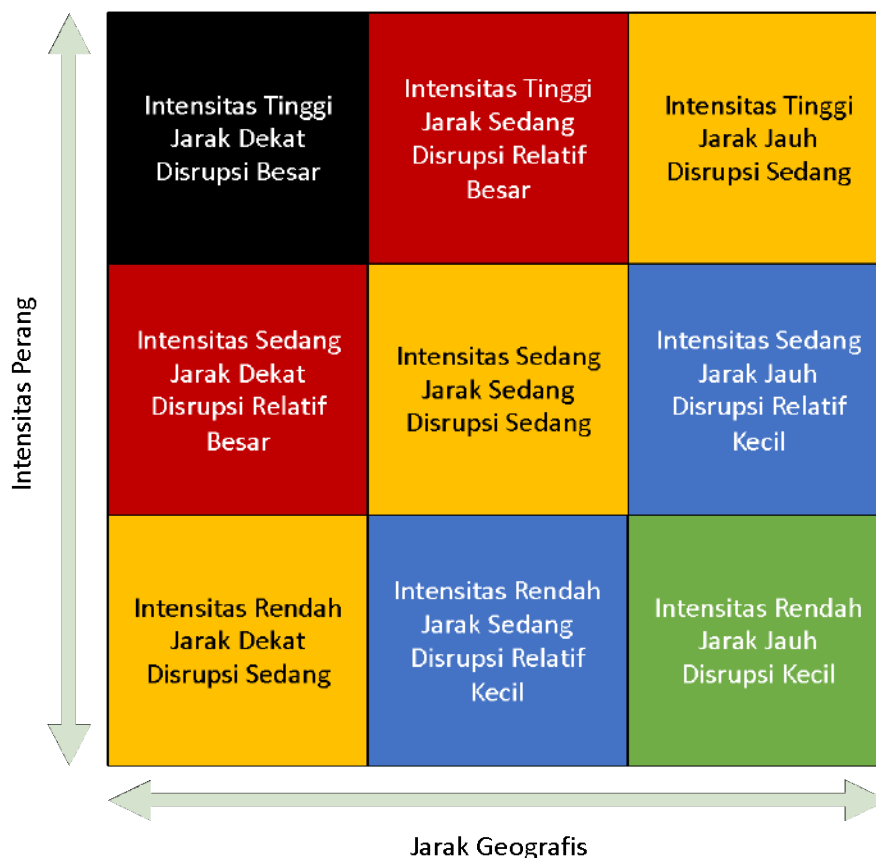 Intensitas Tinggi
Jarak Dekat
Disrupsi Besar
Intensitas Tinggi
Jarak Sedang
Disrupsi Relatif
Besar
Intensitas Tinggi
Jarak Jauh
Disrupsi Sedang
Intensitas Perang
Intensitas Sedang
Jarak Dekat
Disrupsi Relatif
Besar
Intensitas Sedang
Jarak Sedang
Disrupsi Sedang
Intensitas Sedang
Jarak Jauh
Disrupsi Relatif
Kecil
Intensitas Rendah
Jarak Dekat
Disrupsi Sedang
Intensitas Rendah
Jarak Sedang
Disrupsi Relatif
Kecil
Intensitas Rendah
Jarak Jauh
Disrupsi Kecil
Jarak Geografis